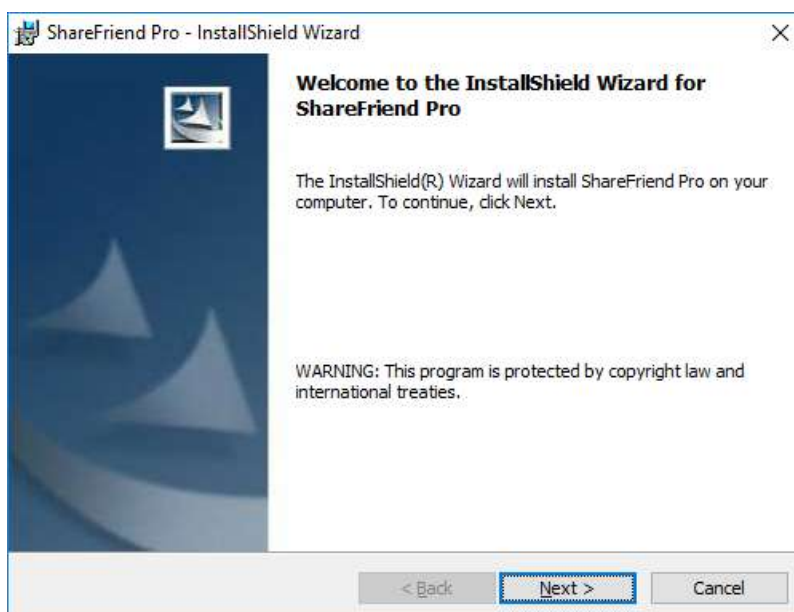 ShareFriend Pro - InstallShield Wizard
Welcome to the InstallShield Wizard for
ShareFriend Pro
The InstallShield(R) Wizard will install ShareFriend Pro on your
computer. To continue, click Next.
WARNING: This program is protected by copyright law and
international treaties.
< Back Next > Cancel